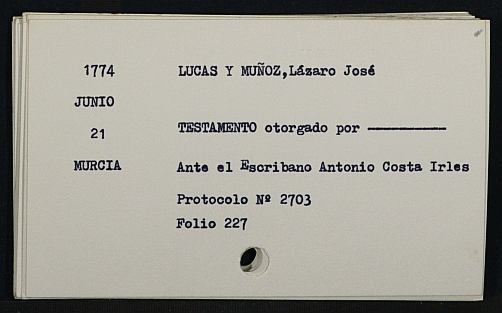 1774 LUCAS Y MUÑOZ,Lázaro José
JUNIO
21 TESTAMENTO otorgado por ------------
MURCIA Ante el Escribano Antonio Costa Irles
Protocolo Nº 2703
Folio 227